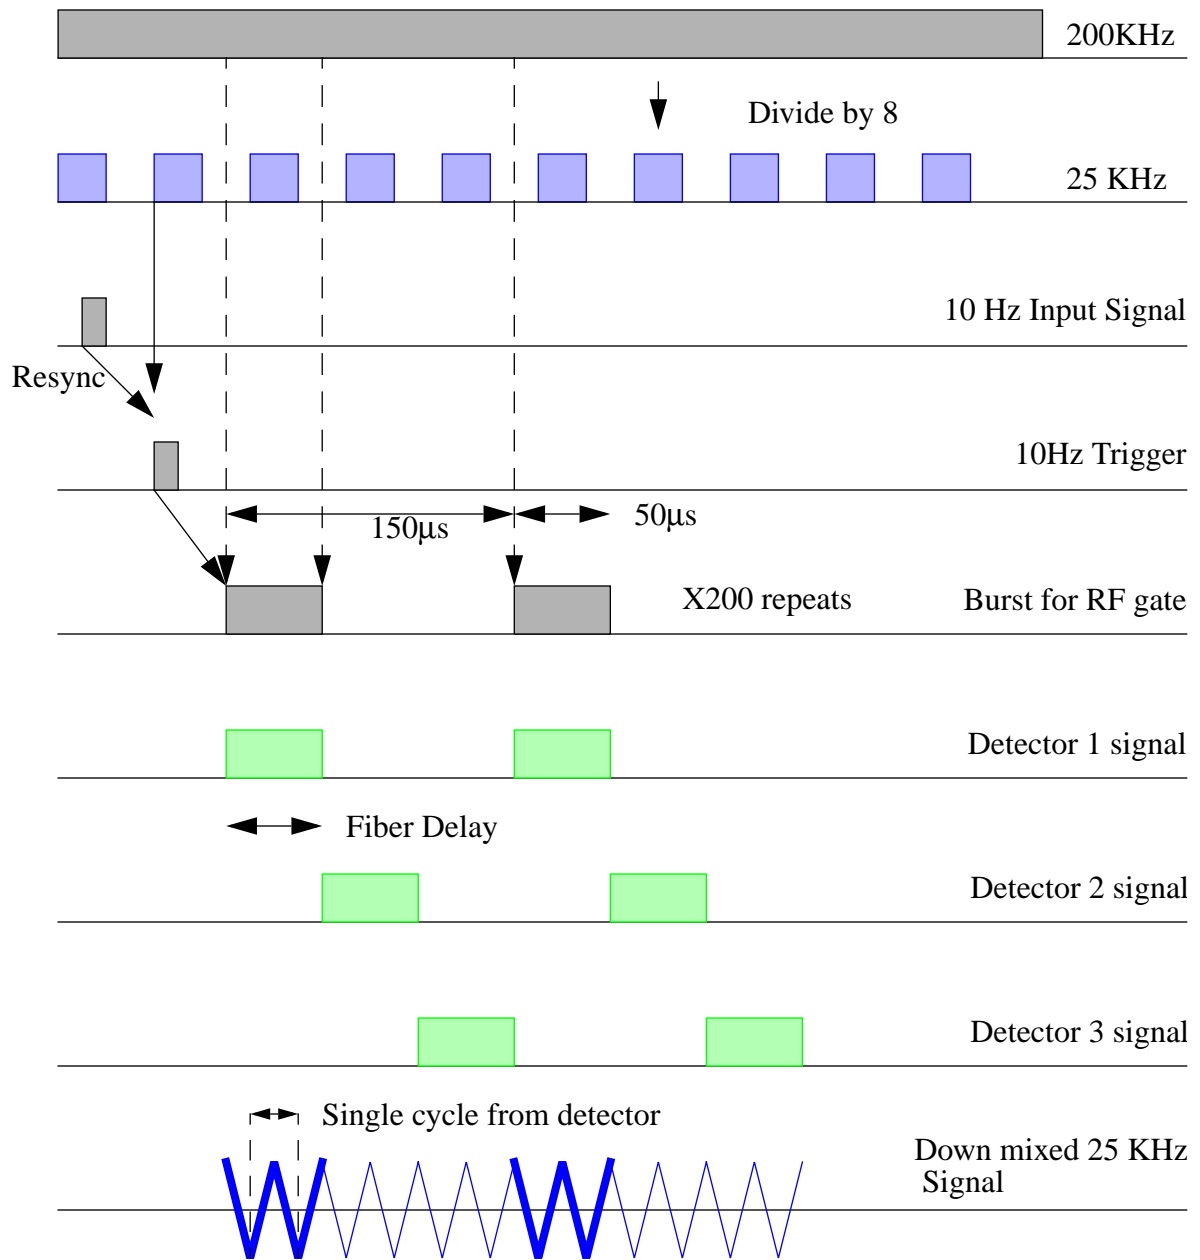 200KHz
Divide by 8
25 KHz
10 Hz Input Signal
Resync
10Hz Trigger
150μs
50μs
X200 repeats
Burst for RF gate
Detector 1 signal
Fiber Delay
Detector 2 signal
Detector 3 signal
Single cycle from detector
Down mixed 25 KHz
Signal